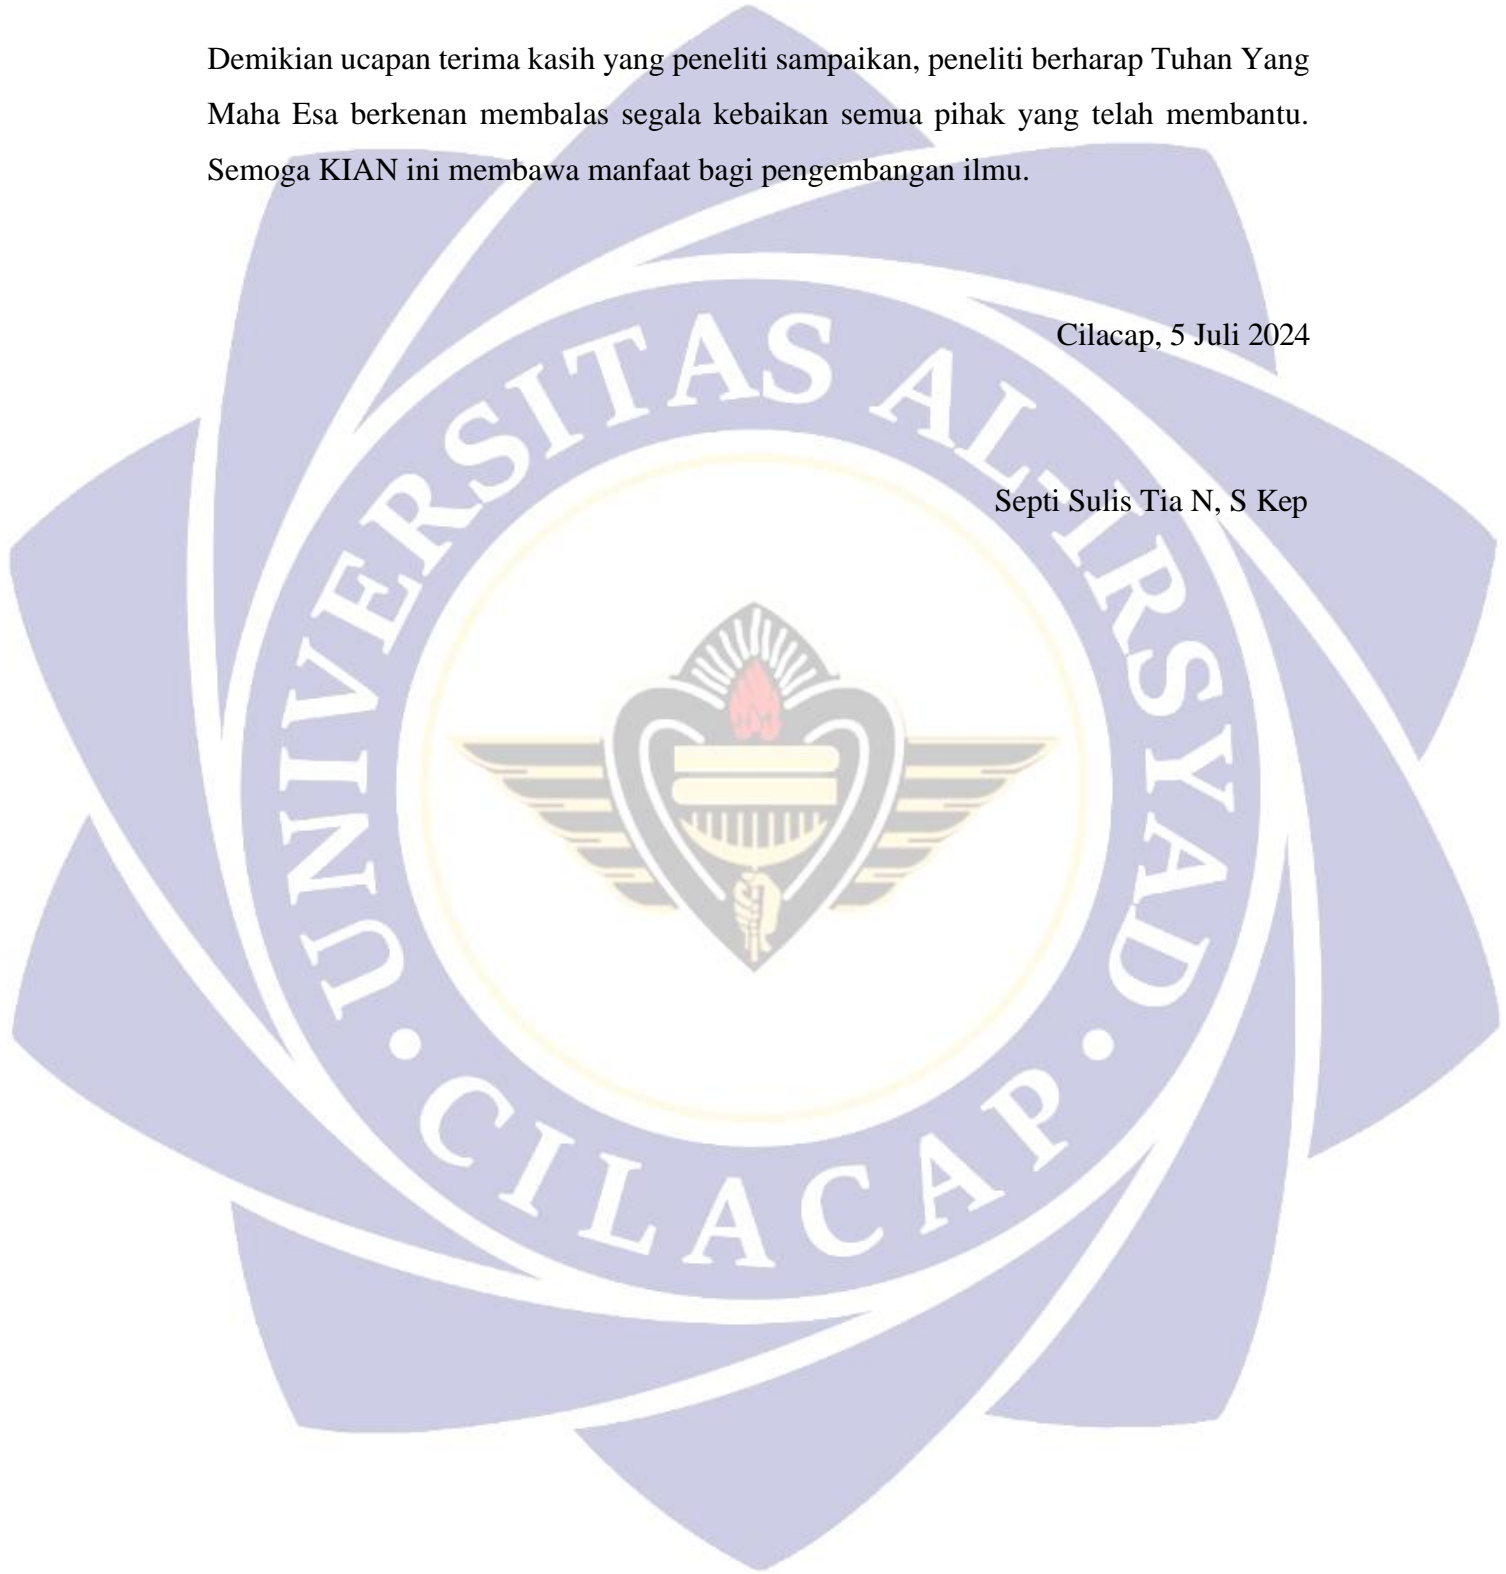 Demikian ucapan terima kasih yang peneliti sampaikan, peneliti berharap Tuhan Yang
Maha Esa berkenan membalas segala kebaikan semua pihak yang telah membantu.
Semoga KIAN ini membawa manfaat bagi pengembangan ilmu.
Cilacap, 5 Juli 2024
Septi Sulis Tia N, S Kep
UNIVERSITAS AL-IRSYAD
• CILACAP •